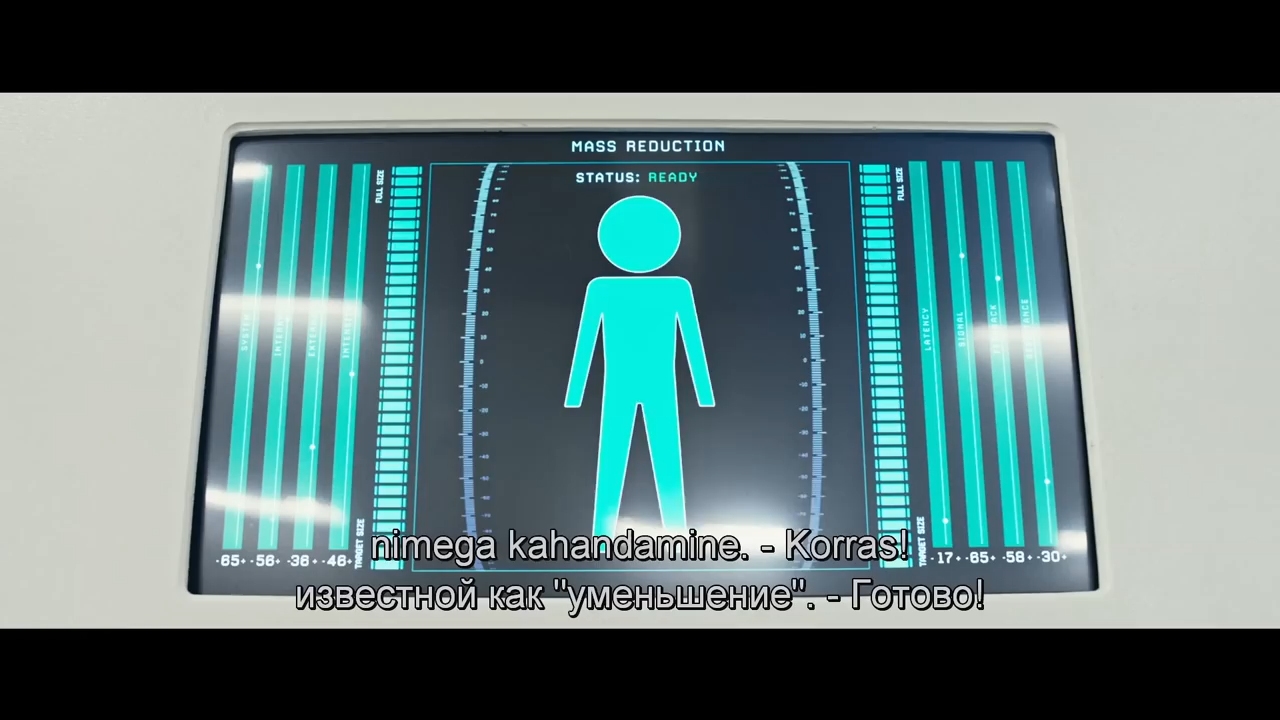 MASS REDUCTION
STATUS: READY
FULL SIZE
FULL SIZE
LATENCY
SIGNAL
TARGET SIZE
TARGET SIZE
-65+ -56+ -36+ -46+
-17+ -65+ -58+ -30+
nimega kahandamine. - Korras!
известной как "уменьшение". - Готово!